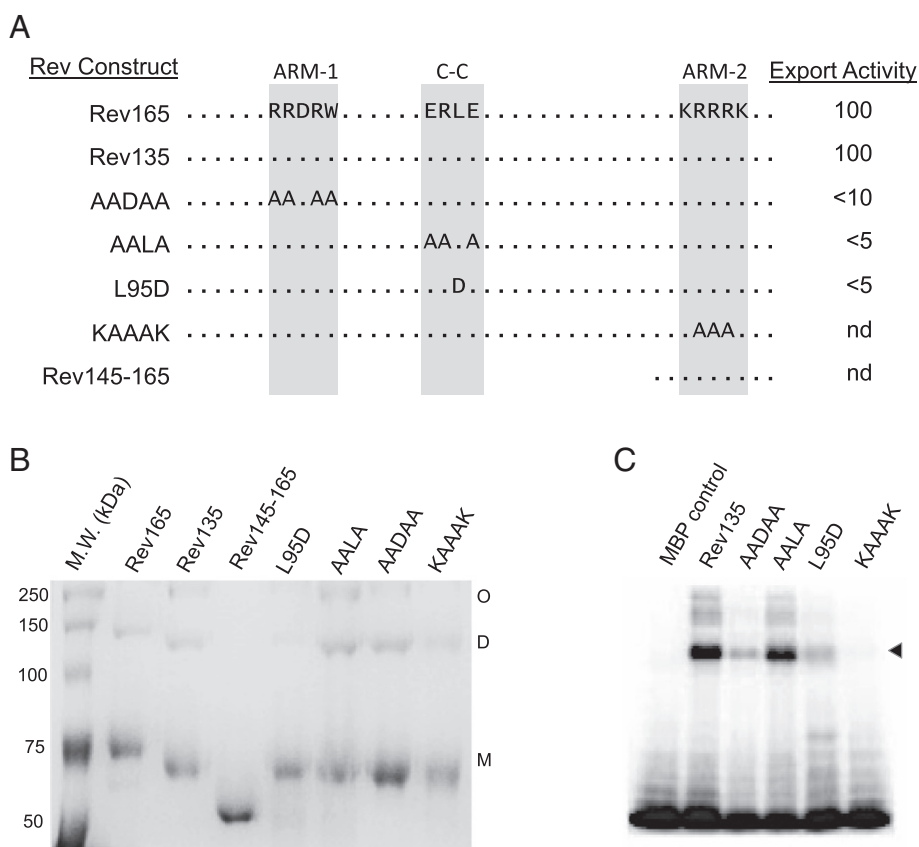 A
Rev Construct ARM-1 C-C ARM-2 Export Activity
Rev165 ......RRDRW......ERLE..............KRRRK.. 100
Rev135 ......................................... 100
AADAA ......AA.AA.............................. <10
AALA .................AA.A.................... <5
L95D ...................D..................... <5
KAAAK ...................................AAA... nd
Rev145-165 ......... nd
B
M.W. (kDa) Rev165 Rev135 Rev145-165 L95D AALA AADAA KAAAK
250 O
150 D
100
75 M
50
C
MBP control Rev135 AADAA AALA L95D KAAAK